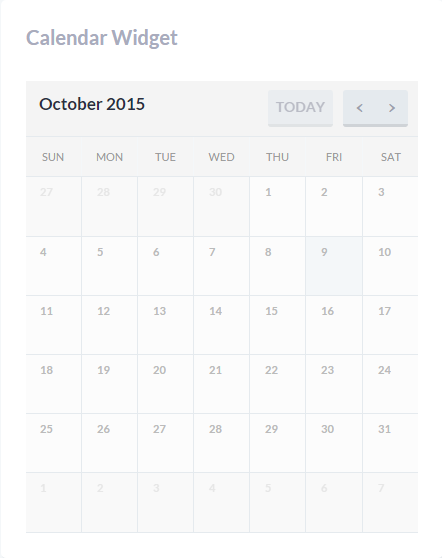 Calendar Widget
October 2015 TODAY < >
SUN MON TUE WED THU FRI SAT
27 28 29 30 1 2 3
4 5 6 7 8 9 10
11 12 13 14 15 16 17
18 19 20 21 22 23 24
25 26 27 28 29 30 31
1 2 3 4 5 6 7